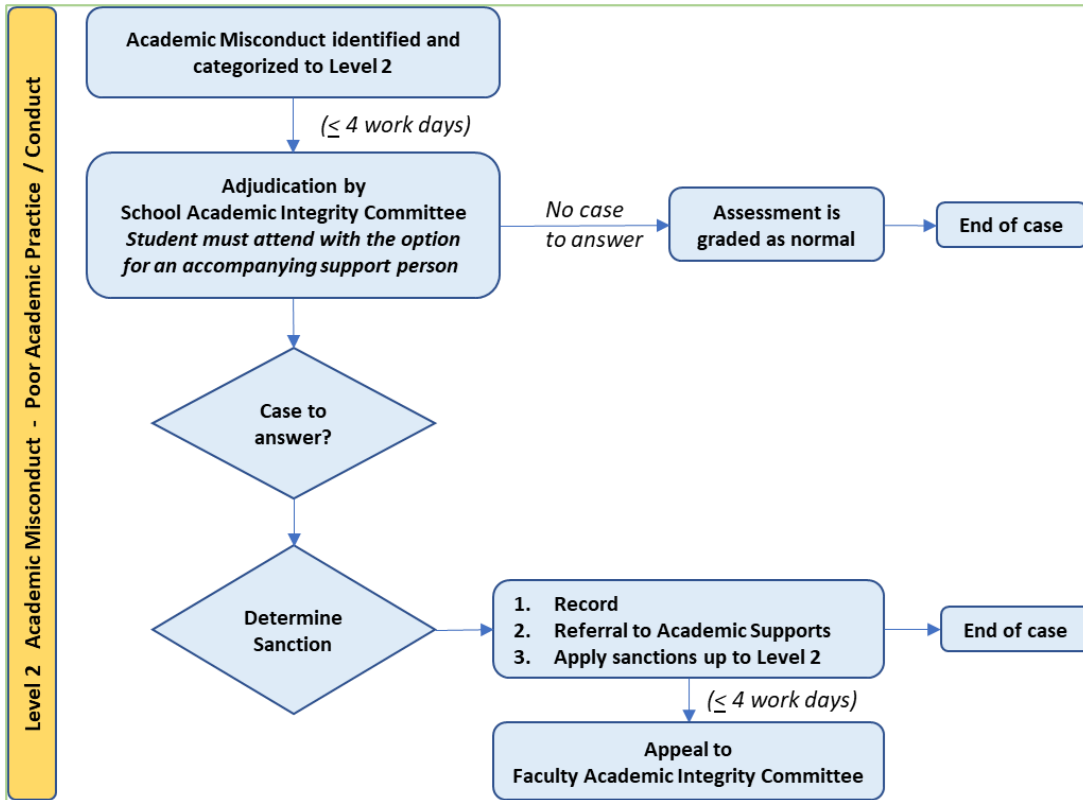 Level 2  Academic Misconduct  -  Poor Academic Practice / Conduct
Academic Misconduct identified and
categorized to Level 2
(≤ 4 work days)
Adjudication by
School Academic Integrity Committee
Student must attend with the option
for an accompanying support person
No case
to answer
Assessment is
graded as normal
End of case
Case to
answer?
Determine
Sanction
1. Record
2. Referral to Academic Supports
3. Apply sanctions up to Level 2
End of case
(≤ 4 work days)
Appeal to
Faculty Academic Integrity Committee